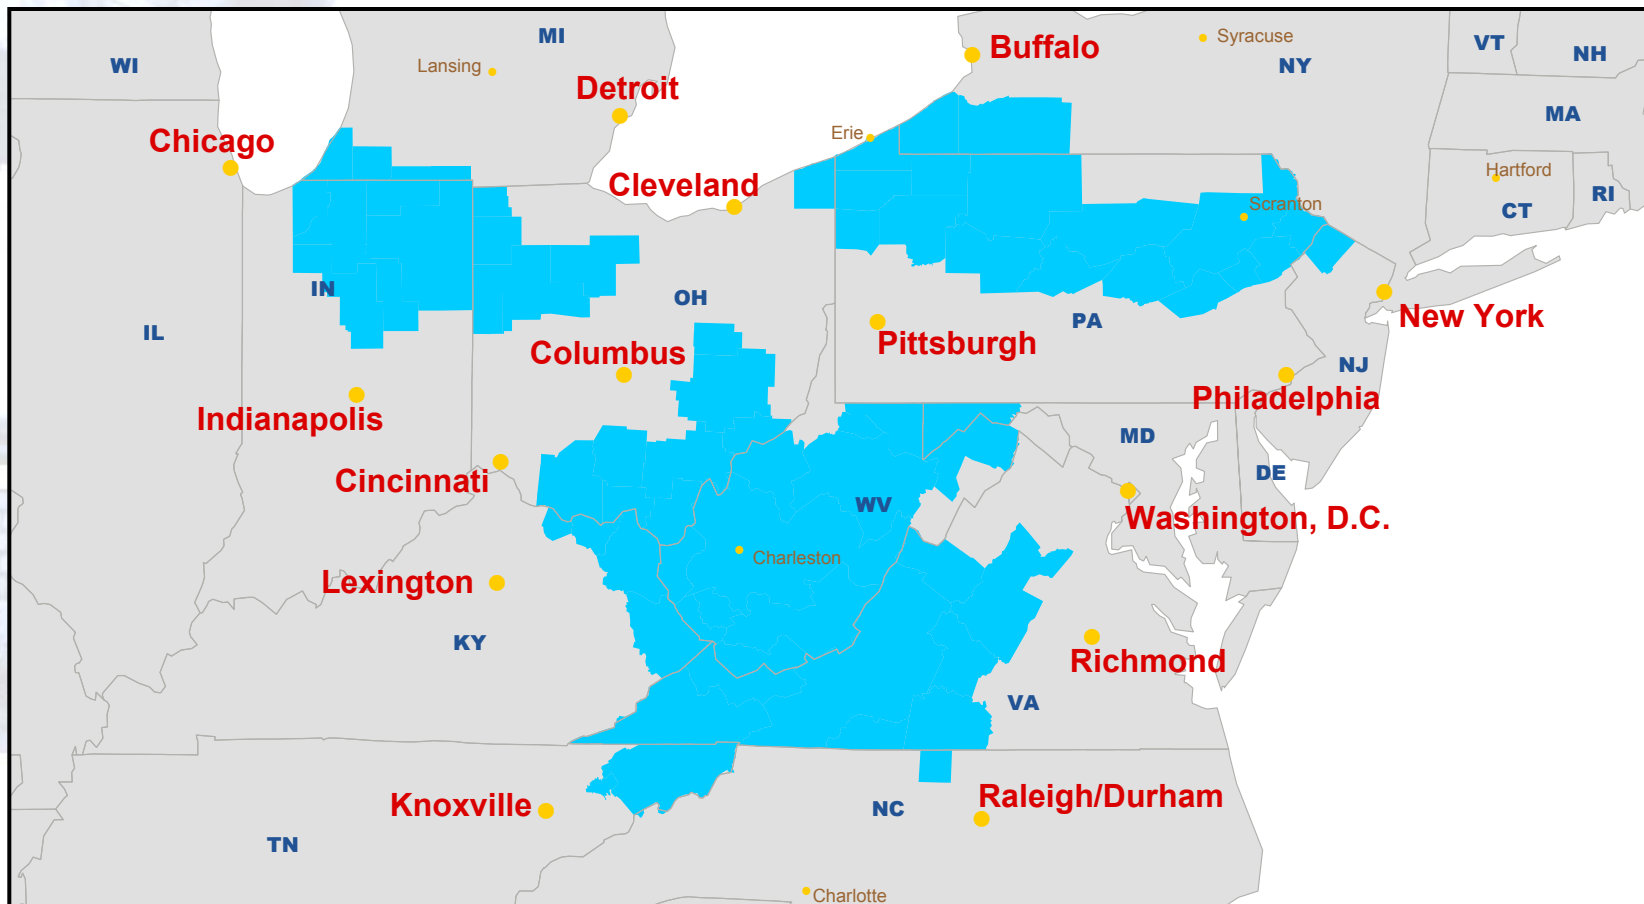 MI
Buffalo
Syracuse
VT
NH
WI
Lansing
NY
Detroit
MA
Erie
Chicago
Hartford
Cleveland
RI
Scranton
CT
IN
OH
IL
PA
New York
Pittsburgh
Columbus
NJ
Indianapolis
Philadelphia
MD
Cincinnati
DE
WV
Washington, D.C.
Charleston
Lexington
KY
Richmond
VA
Knoxville
NC
Raleigh/Durham
TN
Charlotte